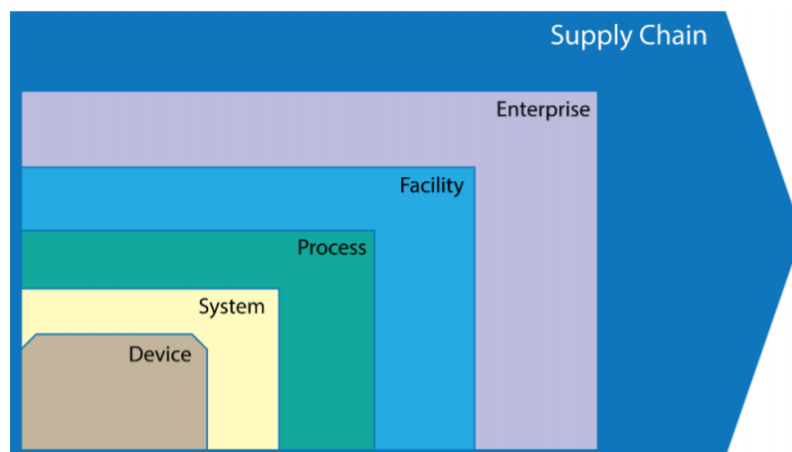 Supply Chain
Enterprise
Facility
Process
System
Device